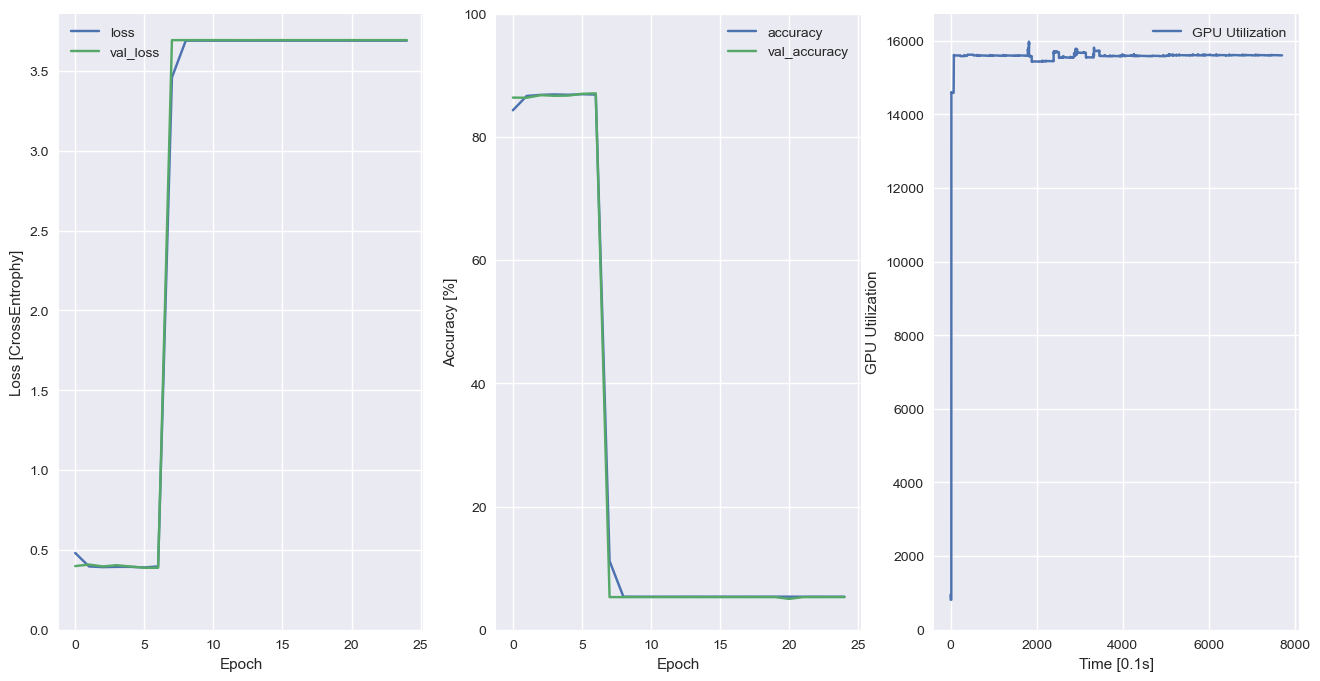 loss
val_loss
3.5
3.0
2.5
2.0
1.5
1.0
0.5
0.0
Loss [CrossEntrophy]
0 5 10 15 20 25
Epoch
accuracy
val_accuracy
100
80
60
40
20
0
Accuracy [%]
0 5 10 15 20 25
Epoch
GPU Utilization
16000
14000
12000
10000
8000
6000
4000
2000
0
GPU Utilization
0 2000 4000 6000 8000
Time [0.1s]